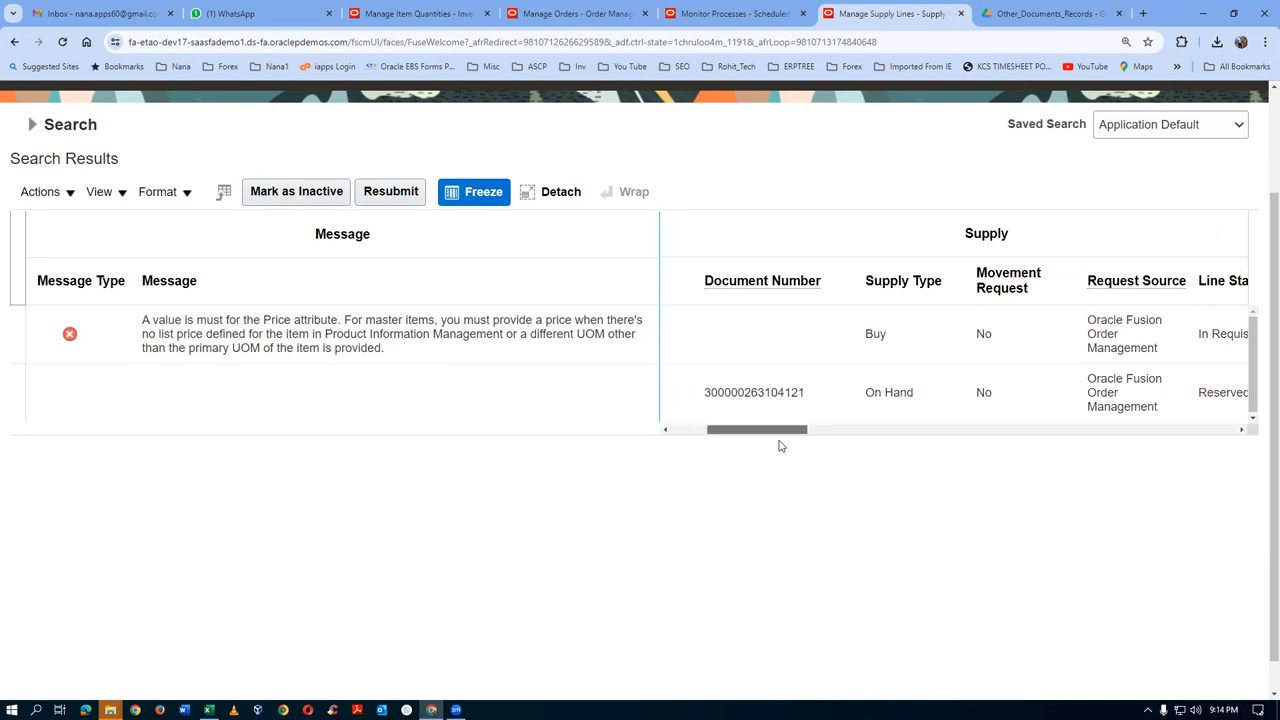 Inbox - nana.apps60@gmail.co
(1) WhatsApp
Manage Item Quantities - Inven
Manage Orders - Order Manage
Monitor Processes - Scheduled
Manage Supply Lines - Supply
Other_Documents_Records - G
fa-etao-dev17-saasfademo1.ds-fa.oraclepdemos.com/fscmUI/faces/FuseWelcome?_afrRedirect=98107126266295898&_adf.ctrl-state=1chruloo4m_1191&_afrLoop=9810713174840648
Suggested Sites
Bookmarks
Nana
Forex
Nana1
iapps Login
Oracle EBS Forms P...
Misc
ASCP
Inv
You Tube
SEO
Rohit_Tech
ERPTREE
Forex
Imported From IE
KCS TIMESHEET PO...
YouTube
Maps
All Bookmarks
Search
Saved Search
Application Default
Search Results
Actions
View
Format
Mark as Inactive
Resubmit
Freeze
Detach
Wrap
Message
Supply
Message Type
Message
Document Number
Supply Type
Movement
Request
Request Source
Line Sta
A value is must for the Price attribute. For master items, you must provide a price when there's
no list price defined for the item in Product Information Management or a different UOM other
than the primary UOM of the item is provided.
Buy
No
Oracle Fusion
Order
Management
In Requis
300000263104121
On Hand
No
Oracle Fusion
Order
Management
Reserved
9:14 PM